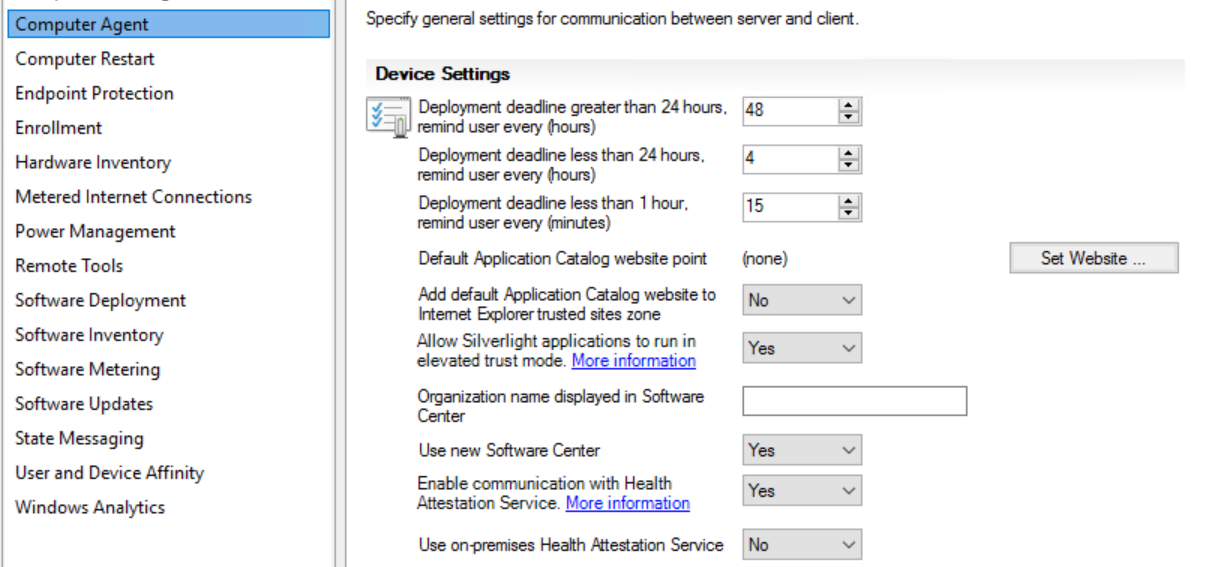 Computer Agent
Computer Restart
Endpoint Protection
Enrollment
Hardware Inventory
Metered Internet Connections
Power Management
Remote Tools
Software Deployment
Software Inventory
Software Metering
Software Updates
State Messaging
User and Device Affinity
Windows Analytics
Specify general settings for communication between server and client.
Device Settings
Deployment deadline greater than 24 hours,
remind user every (hours)
48
Deployment deadline less than 24 hours,
remind user every (hours)
4
Deployment deadline less than 1 hour,
remind user every (minutes)
15
Default Application Catalog website point (none) Set Website ...
Add default Application Catalog website to
Internet Explorer trusted sites zone
No
Allow Silverlight applications to run in
elevated trust mode. More information
Yes
Organization name displayed in Software
Center
Use new Software Center Yes
Enable communication with Health
Attestation Service. More information
Yes
Use on-premises Health Attestation Service No